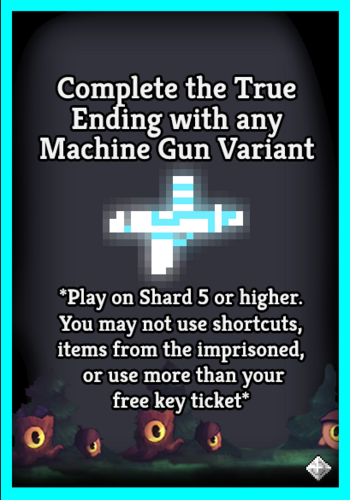 Complete the True
Ending with any
Machine Gun Variant
*Play on Shard 5 or higher.
You may not use shortcuts,
items from the imprisoned,
or use more than your
free key ticket*